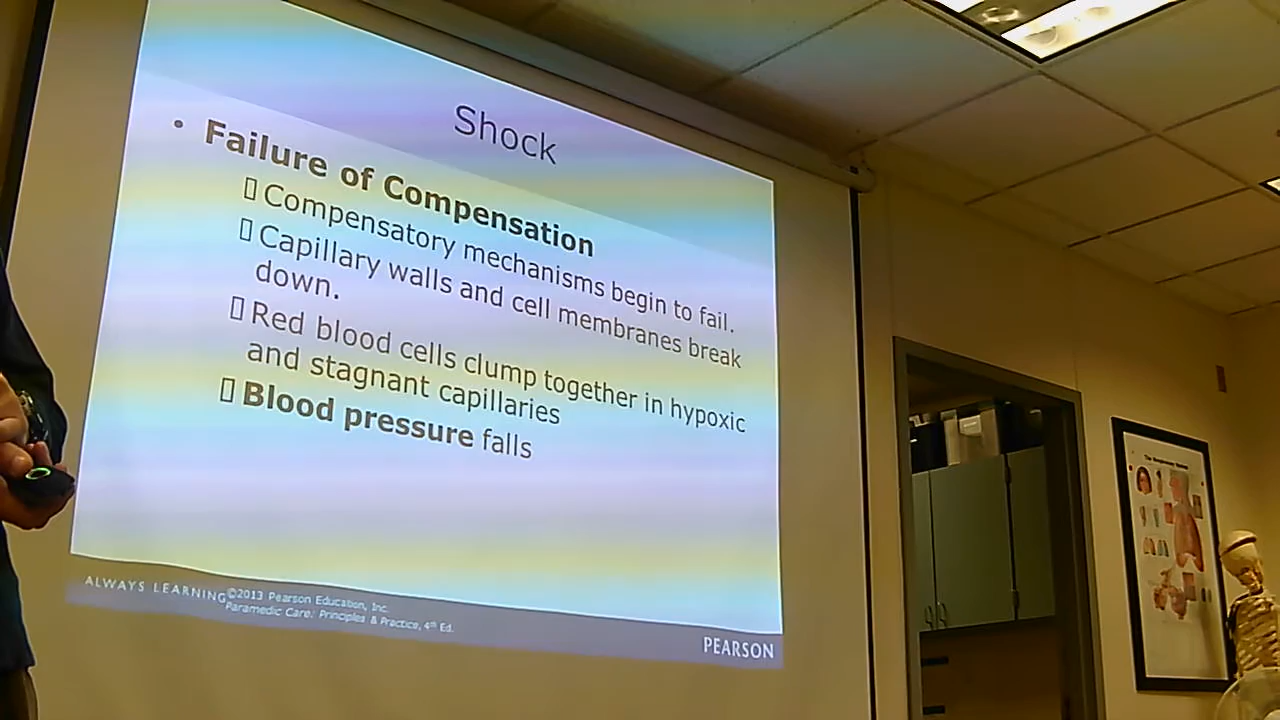 Shock
• Failure of Compensation
▯ Compensatory mechanisms begin to fail.
▯ Capillary walls and cell membranes break
down.
▯ Red blood cells clump together in hypoxic
and stagnant capillaries
▯ Blood pressure falls
ALWAYS LEARNING
©2013 Pearson Education, Inc.
Paramedic Care: Principles & Practice, 4th Ed.
PEARSON